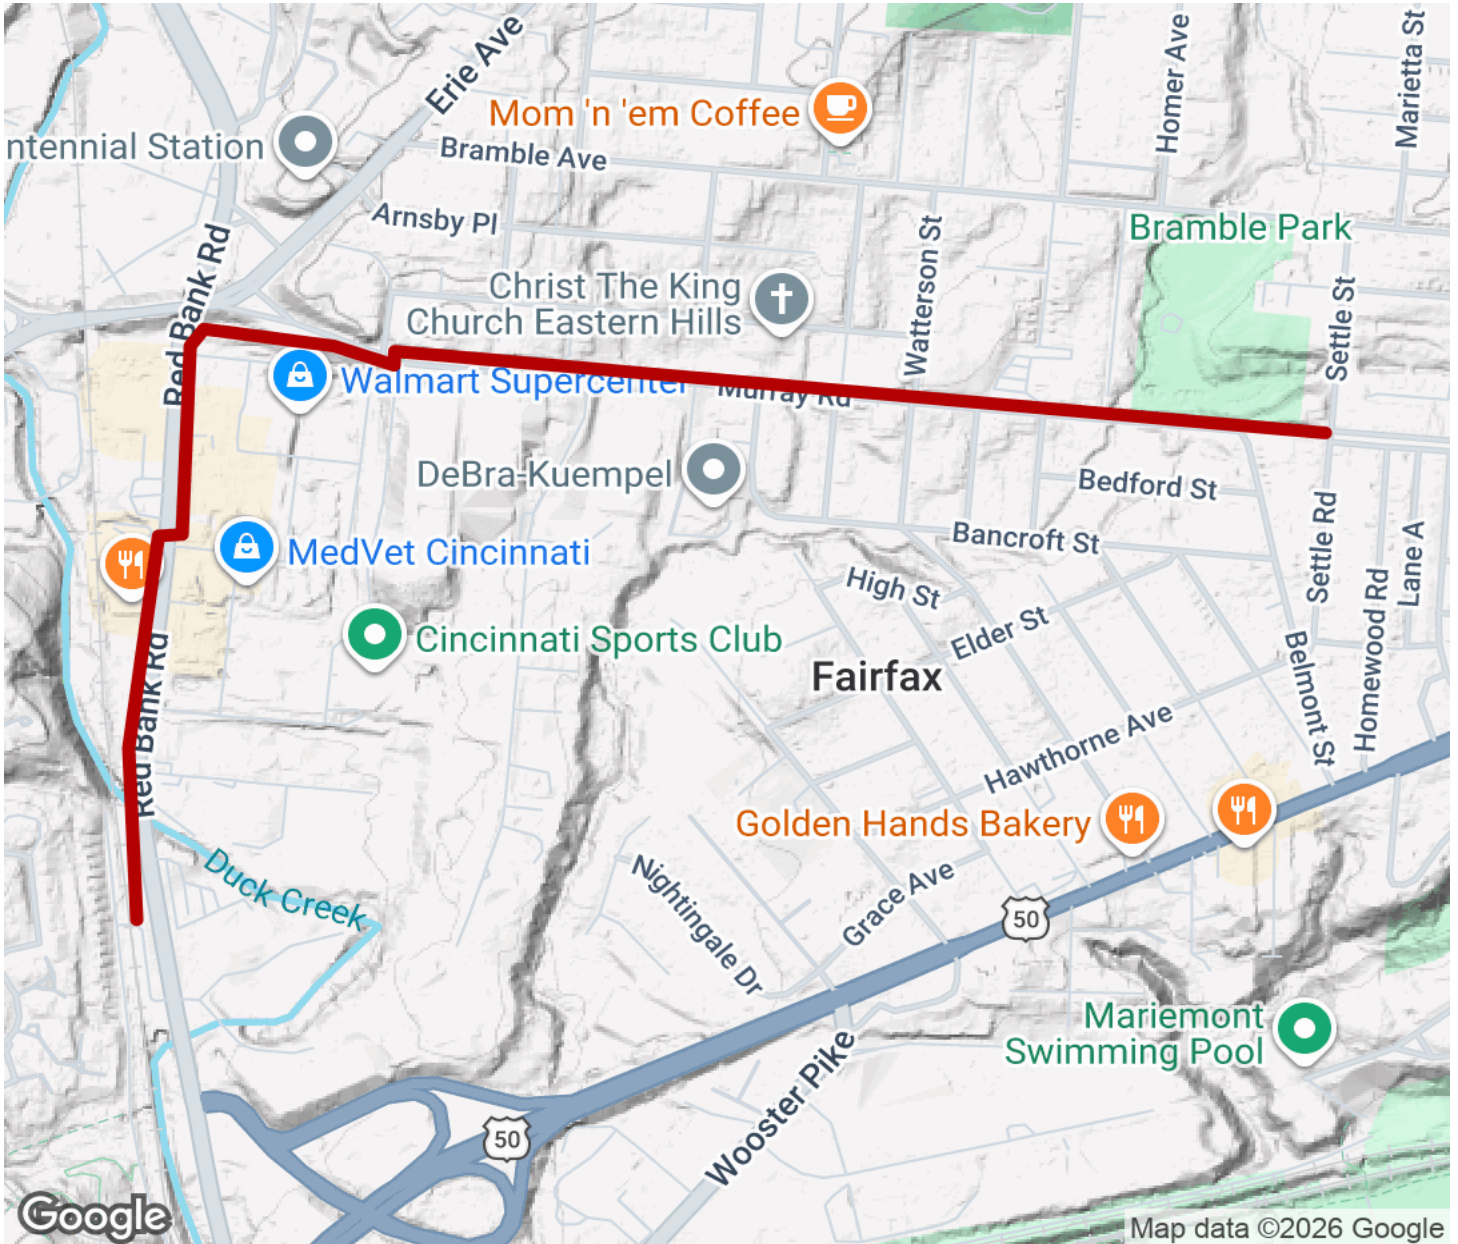 Erie Ave
Homer Ave
Marietta St
Mom 'n 'em Coffee
ntennial Station
Bramble Ave
Arnsby Pl
Bramble Park
Red Bank Rd
Watterson St
Christ The King
Church Eastern Hills
Settle St
Walmart Supercenter
Murray Rd
DeBra-Kuempel
Bedford St
Settle Rd
Bancroft St
Lane A
MedVet Cincinnati
High St
Homewood Rd
Elder St
Cincinnati Sports Club
Red Bank Rd
Fairfax
Belmont St
Hawthorne Ave
Golden Hands Bakery
Duck Creek
Nightingale Dr
Grace Ave
50
Mariemont
Swimming Pool
Wooster Pike
50
Google
Map data ©2026 Google